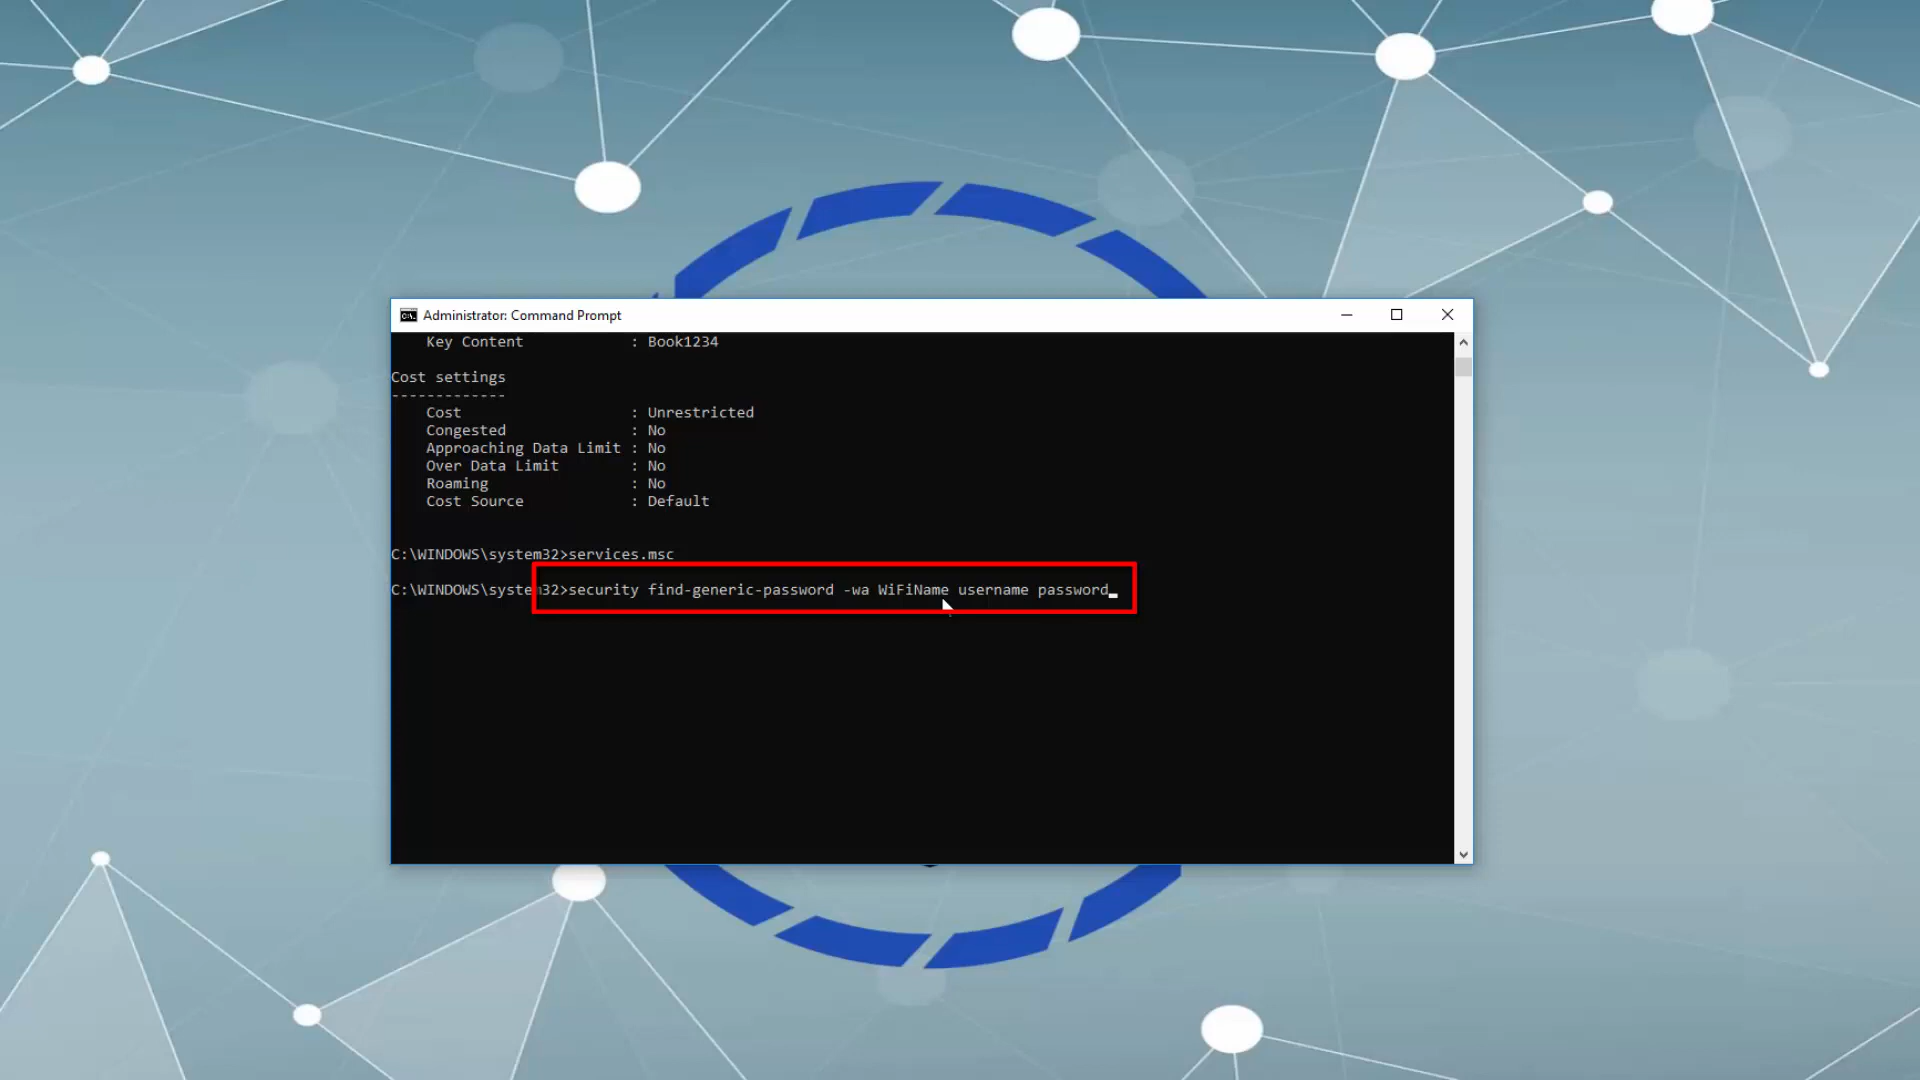 Administrator: Command Prompt
Key Content : Book1234
Cost settings
-------------
Cost : Unrestricted
Congested : No
Approaching Data Limit : No
Over Data Limit : No
Roaming : No
Cost Source : Default
C:\WINDOWS\system32>services.msc
C:\WINDOWS\system32>security find-generic-password -wa WiFiName username password